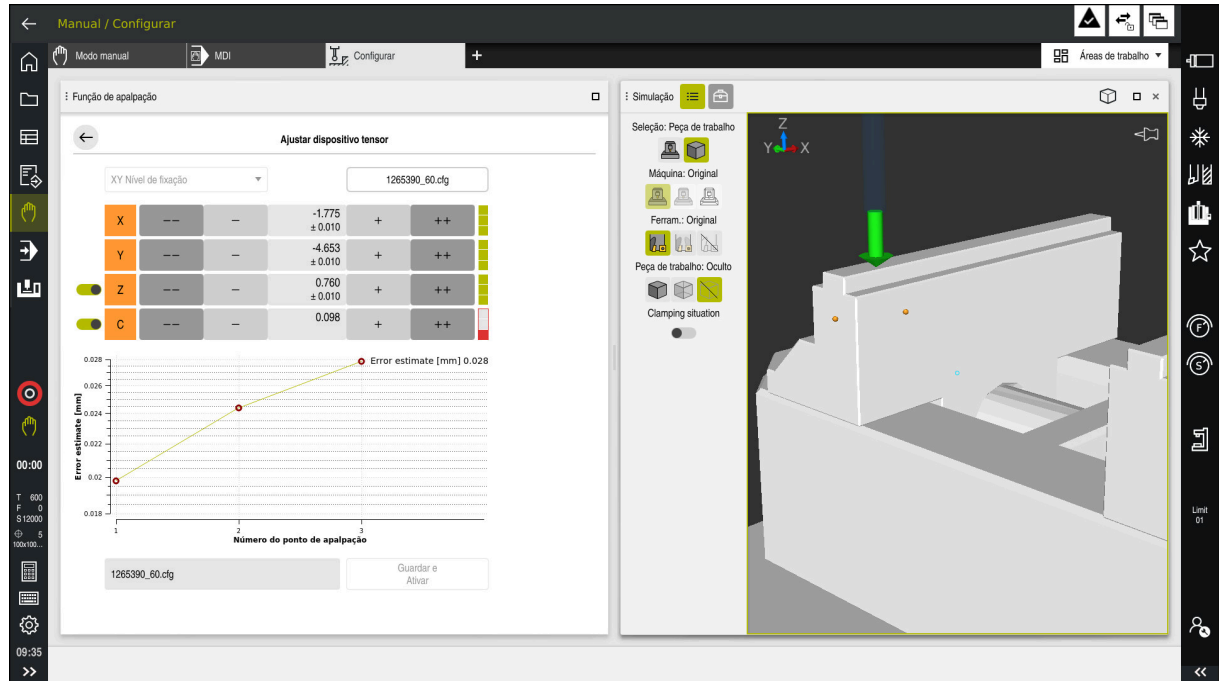 Manual / Configurar
Modo manual
MDI
Configurar
+
Áreas de trabalho
Função de apalpação
Ajustar dispositivo tensor
XY Nível de fixação
1265390_60.cfg
X -- - -1.775 ± 0.010 + ++
Y -- - -4.653 ± 0.010 + ++
Z -- - 0.760 ± 0.010 + ++
C -- - 0.098 + ++
Error estimate [mm] 0.028
Error estimate [mm]
0.028
0.026
0.024
0.022
0.02
0.018
1 2 3
Número do ponto de apalpação
1265390_60.cfg
Guardar e
Ativar
Simulação
Seleção: Peça de trabalho
Máquina: Original
Ferram.: Original
Peça de trabalho: Oculto
Clamping situation
Z
Y X
00:00
T 600
F 0
S 12000
5
100x100...
09:35
F
S
Limit
01